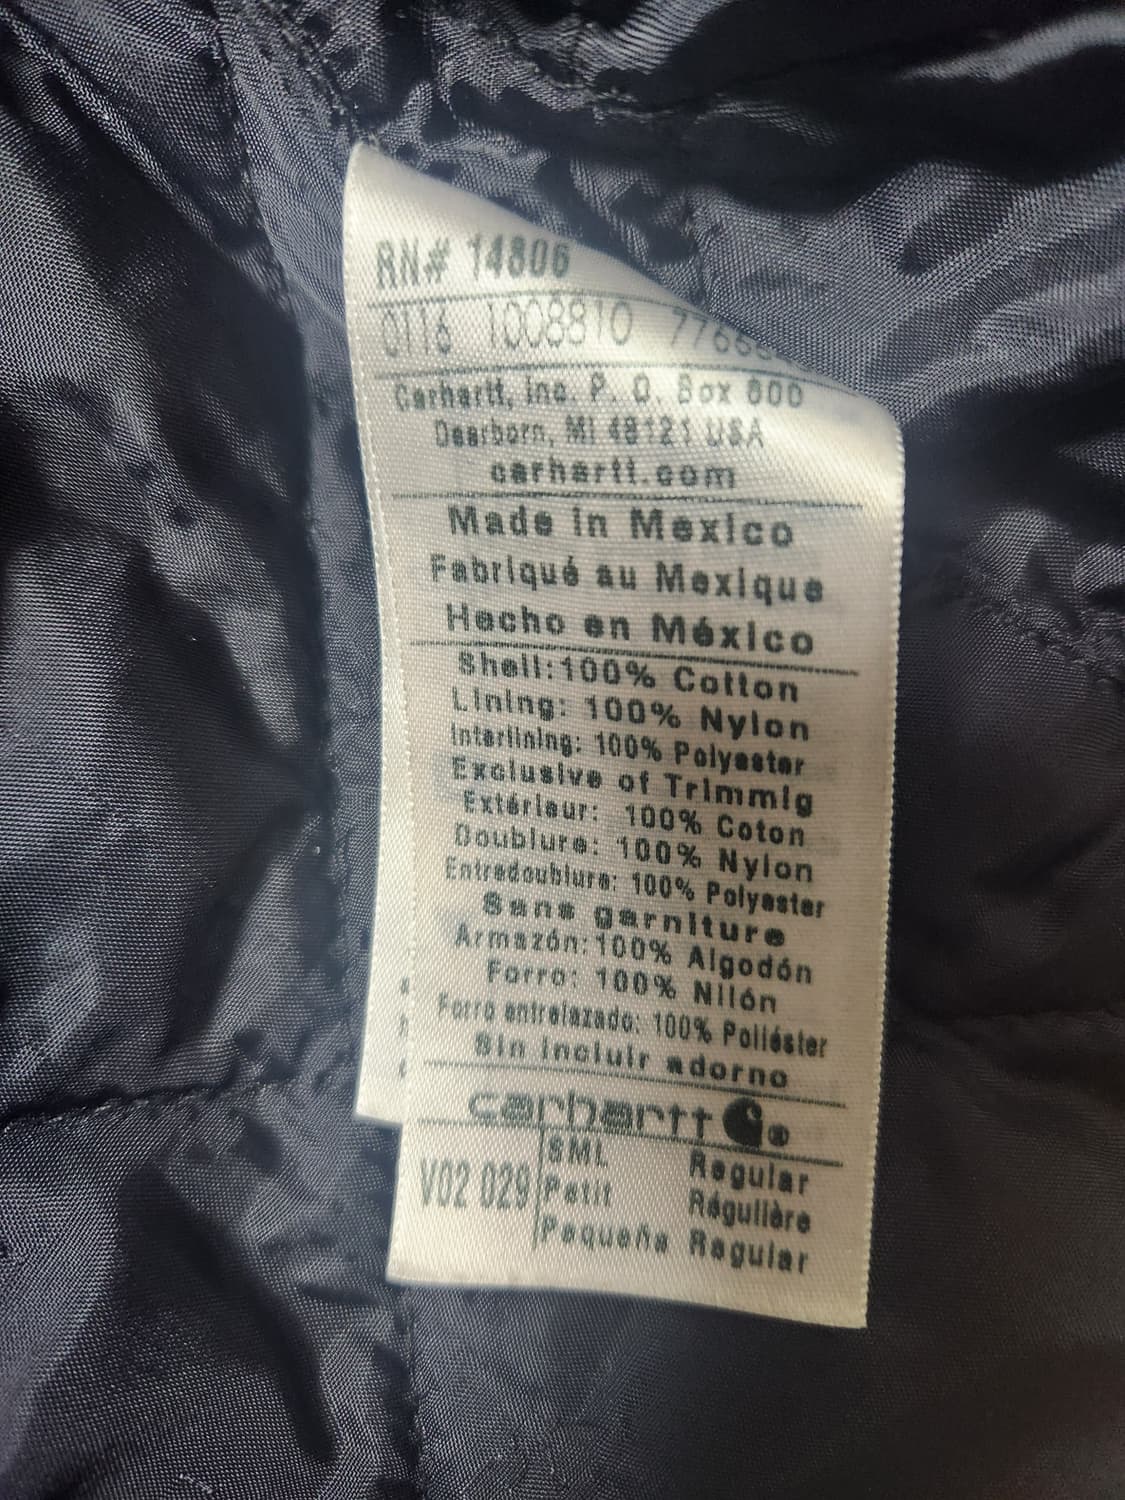 RN# 14806
0116 1008810
Carhartt, Inc. P. O. Box 600
Dearborn, MI 48121 USA
carhartt.com
Made in Mexico
Fabriqué au Mexique
Hecho en México
Shell:100% Cotton
Lining: 100% Nylon
Interlining: 100% Polyester
Exclusive of Trimmig
Extérieur: 100% Coton
Doublure: 100% Nylon
Entredoublure: 100% Polyester
Sans garniture
Armazón:100% Algodón
Forro: 100% Nilón
Forro entrelazado: 100% Poliéster
Sin incluir adorno
carhartt ®
V02 029
SML Regular
Petit Régulière
Pequeña Regular